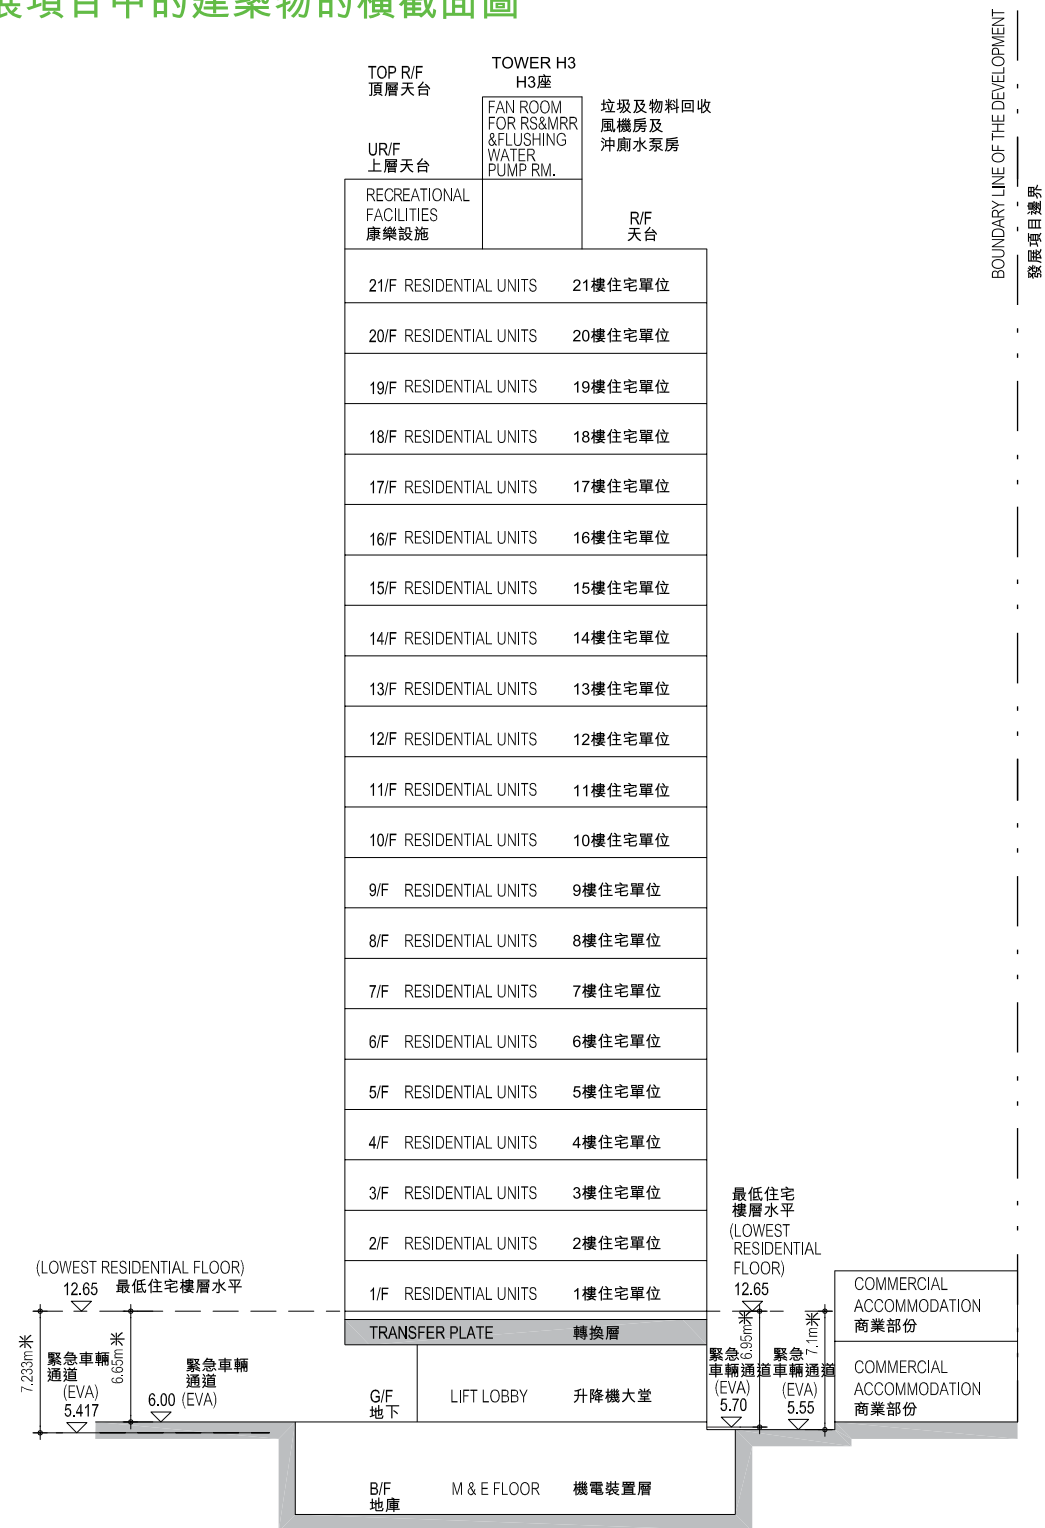 展項目中的建築物的橫截面圖
TOWER H3
H3座
TOP R/F
頂層天台
FAN ROOM
FOR RS&MRR
&FLUSHING
WATER
PUMP RM.
垃圾及物料回收
風機房及
沖廁水泵房
UR/F
上層天台
RECREATIONAL
FACILITIES
康樂設施
R/F
天台
BOUNDARY LINE OF THE DEVELOPMENT
發展項目邊界
21/F RESIDENTIAL UNITS 21樓住宅單位
20/F RESIDENTIAL UNITS 20樓住宅單位
19/F RESIDENTIAL UNITS 19樓住宅單位
18/F RESIDENTIAL UNITS 18樓住宅單位
17/F RESIDENTIAL UNITS 17樓住宅單位
16/F RESIDENTIAL UNITS 16樓住宅單位
15/F RESIDENTIAL UNITS 15樓住宅單位
14/F RESIDENTIAL UNITS 14樓住宅單位
13/F RESIDENTIAL UNITS 13樓住宅單位
12/F RESIDENTIAL UNITS 12樓住宅單位
11/F RESIDENTIAL UNITS 11樓住宅單位
10/F RESIDENTIAL UNITS 10樓住宅單位
9/F RESIDENTIAL UNITS 9樓住宅單位
8/F RESIDENTIAL UNITS 8樓住宅單位
7/F RESIDENTIAL UNITS 7樓住宅單位
6/F RESIDENTIAL UNITS 6樓住宅單位
5/F RESIDENTIAL UNITS 5樓住宅單位
4/F RESIDENTIAL UNITS 4樓住宅單位
3/F RESIDENTIAL UNITS 3樓住宅單位
2/F RESIDENTIAL UNITS 2樓住宅單位
1/F RESIDENTIAL UNITS 1樓住宅單位
TRANSFER PLATE 轉換層
G/F
地下
LIFT LOBBY 升降機大堂
B/F
地庫
M & E FLOOR 機電裝置層
(LOWEST RESIDENTIAL FLOOR)
12.65 最低住宅樓層水平
7.233m米
緊急車輛
通道
(EVA)
5.417
6.65m米
緊急車輛
通道
6.00 (EVA)
最低住宅
樓層水平
(LOWEST
RESIDENTIAL
FLOOR)
12.65
6.95m米
緊急
車輛通道
(EVA)
5.70
7.1m米
緊急
車輛通道
(EVA)
5.55
COMMERCIAL
ACCOMMODATION
商業部份
COMMERCIAL
ACCOMMODATION
商業部份